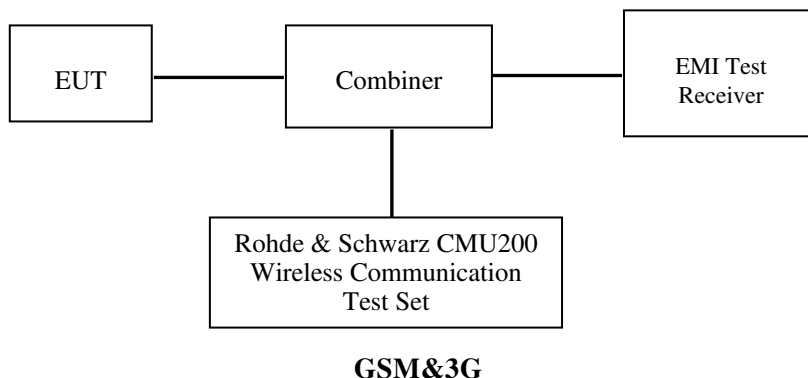 EUT
Combiner
EMI Test
Receiver
Rohde & Schwarz CMU200
Wireless Communication
Test Set
GSM&3G